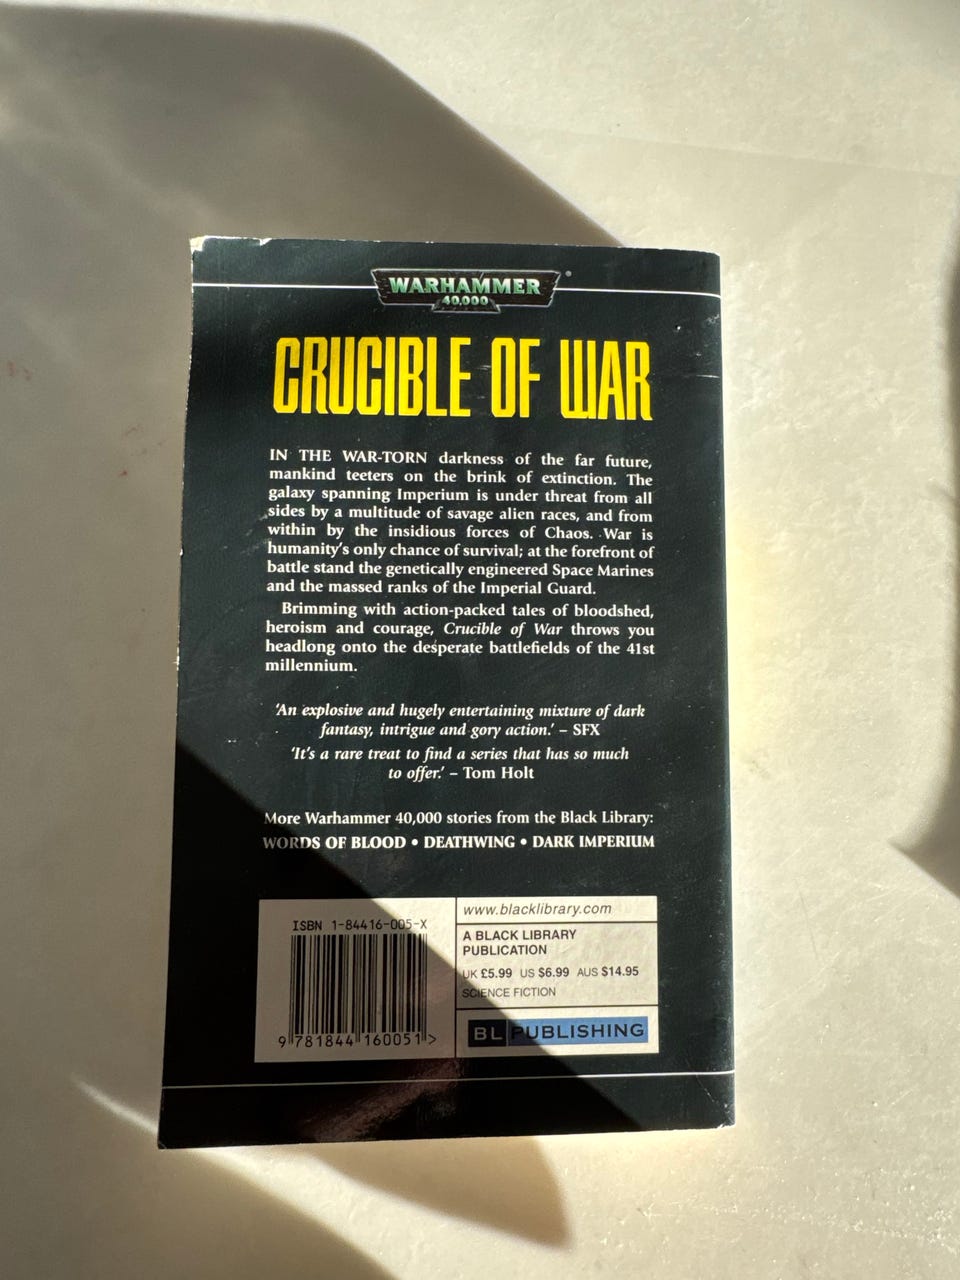 WARHAMMER
40,000
CRUCIBLE OF WAR
IN THE WAR-TORN darkness of the far future,
mankind teeters on the brink of extinction. The
galaxy spanning Imperium is under threat from all
sides by a multitude of savage alien races, and from
within by the insidious forces of Chaos. War is
humanity's only chance of survival; at the forefront of
battle stand the genetically engineered Space Marines
and the massed ranks of the Imperial Guard.
Brimming with action-packed tales of bloodshed,
heroism and courage, Crucible of War throws you
headlong onto the desperate battlefields of the 41st
millennium.
'An explosive and hugely entertaining mixture of dark
fantasy, intrigue and gory action.' – SFX
'It's a rare treat to find a series that has so much
to offer.' – Tom Holt
More Warhammer 40,000 stories from the Black Library:
WORDS OF BLOOD • DEATHWING • DARK IMPERIUM
ISBN 1-84416-005-X
9 781844 160051 >
www.blacklibrary.com
A BLACK LIBRARY
PUBLICATION
UK £5.99 US $6.99 AUS $14.95
SCIENCE FICTION
BL PUBLISHING